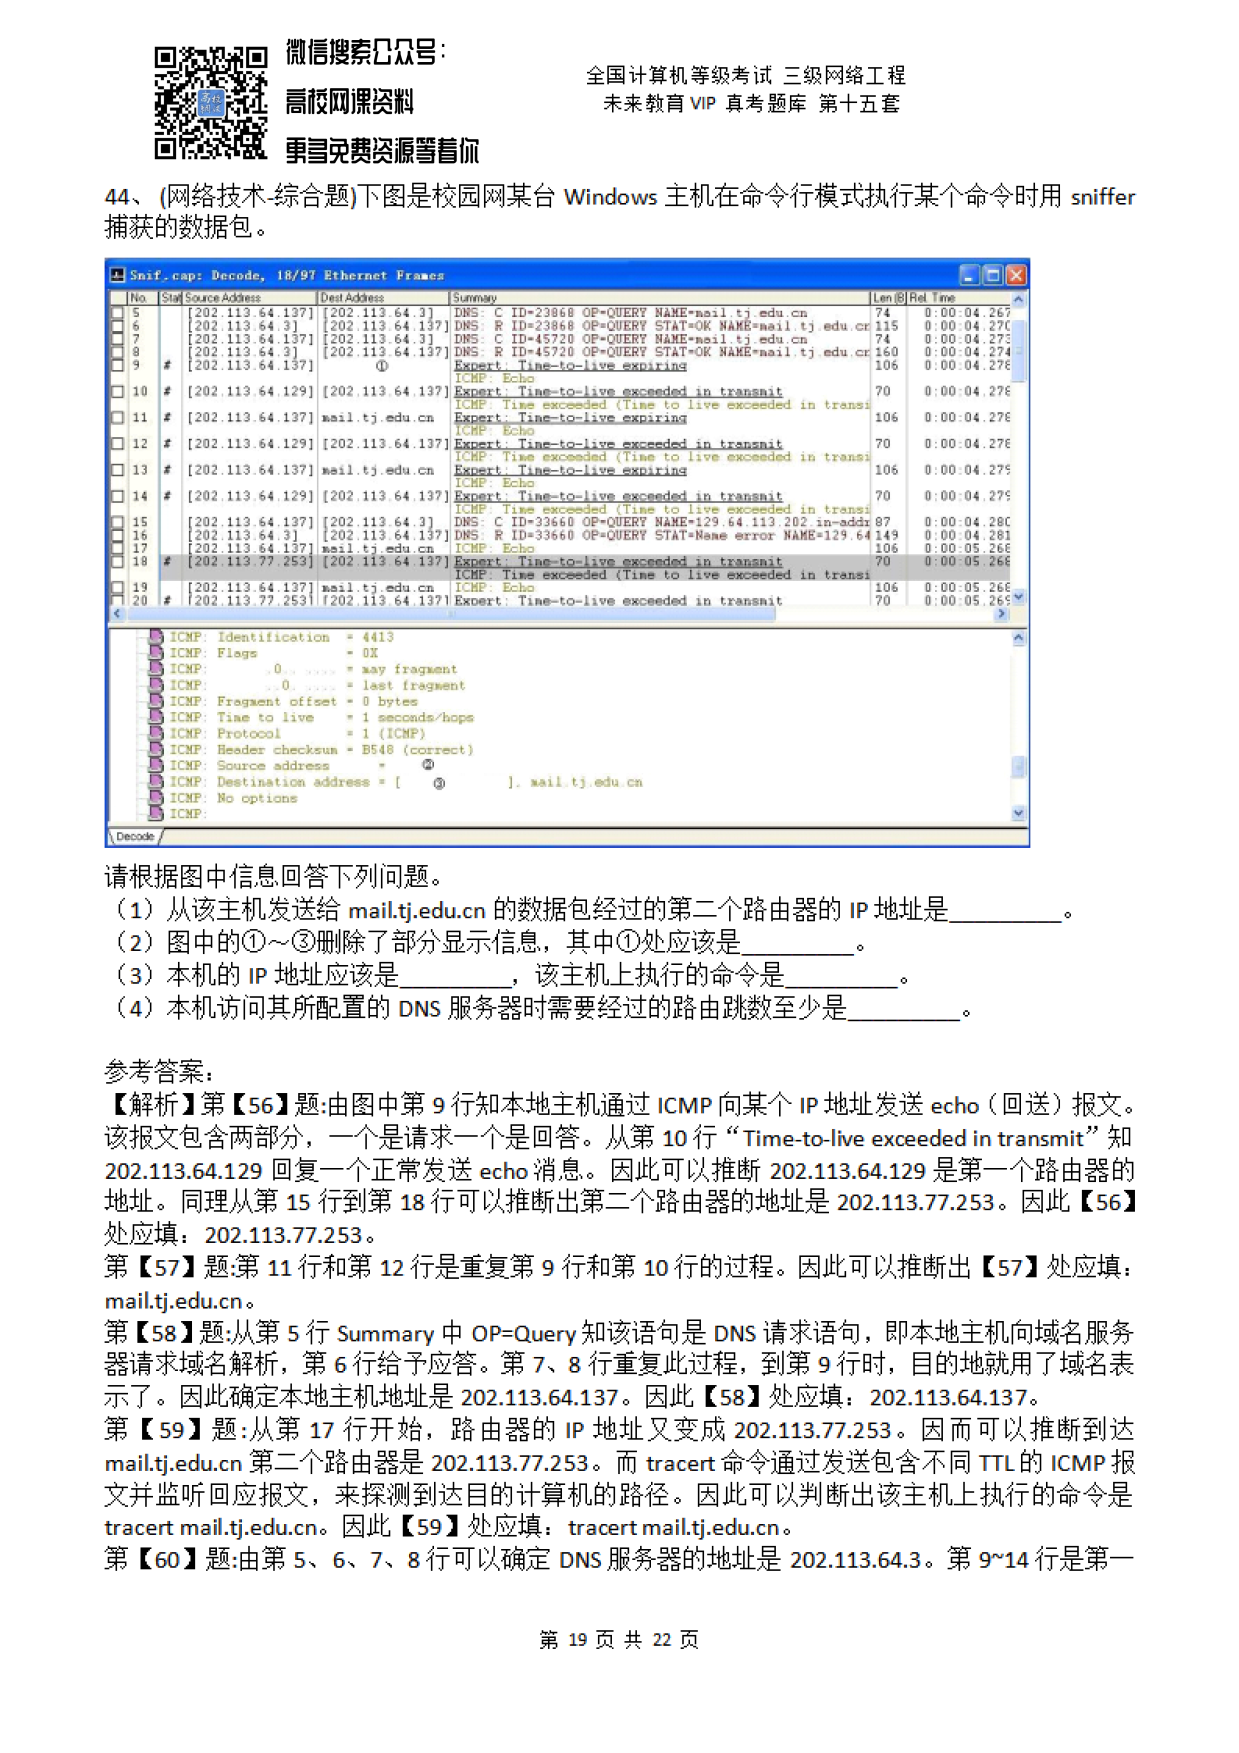 微信搜索公众号：
高校网课资料
更多免费资源等着你
全国计算机等级考试 三级网络工程
未来教育 VIP 真考题库 第十五套
44、(网络技术-综合题)下图是校园网某台 Windows 主机在命令行模式执行某个命令时用 sniffer
捕获的数据包。
Snif.cap: Decode, 18/97 Ethernet Frames
No. Stat Source Address Dest Address Summary Len (B) Rel. Time
5 [202.113.64.137] [202.113.64.3] DNS: C ID=23868 OP=QUERY NAME=mail.tj.edu.cn 74 0:00:04.267
6 [202.113.64.3] [202.113.64.137] DNS: R ID=23868 OP=QUERY STAT=OK NAME=mail.tj.edu.cr 115 0:00:04.270
7 [202.113.64.137] [202.113.64.3] DNS: C ID=45720 OP=QUERY NAME=mail.tj.edu.cn 74 0:00:04.273
8 [202.113.64.3] [202.113.64.137] DNS: R ID=45720 OP=QUERY STAT=OK NAME=mail.tj.edu.cr 160 0:00:04.274
9 # [202.113.64.137] ① Expert: Time-to-live expiring 106 0:00:04.278
ICMP: Echo
10 # [202.113.64.129] [202.113.64.137] Expert: Time-to-live exceeded in transmit 70 0:00:04.278
ICMP: Time exceeded (Time to live exceeded in transi
11 # [202.113.64.137] mail.tj.edu.cn Expert: Time-to-live expiring 106 0:00:04.278
ICMP: Echo
12 # [202.113.64.129] [202.113.64.137] Expert: Time-to-live exceeded in transmit 70 0:00:04.278
ICMP: Time exceeded (Time to live exceeded in transi
13 # [202.113.64.137] mail.tj.edu.cn Expert: Time-to-live expiring 106 0:00:04.279
ICMP: Echo
14 # [202.113.64.129] [202.113.64.137] Expert: Time-to-live exceeded in transmit 70 0:00:04.279
ICMP: Time exceeded (Time to live exceeded in transi
15 [202.113.64.137] [202.113.64.3] DNS: C ID=33660 OP=QUERY NAME=129.64.113.202.in-addr 87 0:00:04.280
16 [202.113.64.3] [202.113.64.137] DNS: R ID=33660 OP=QUERY STAT=Name error NAME=129.64 149 0:00:04.281
17 [202.113.64.137] mail.tj.edu.cn ICMP: Echo 106 0:00:05.268
18 # [202.113.77.253] [202.113.64.137] Expert: Time-to-live exceeded in transmit 70 0:00:05.268
ICMP: Time exceeded (Time to live exceeded in transi
19 [202.113.64.137] mail.tj.edu.cn ICMP: Echo 106 0:00:05.268
20 # [202.113.77.253] [202.113.64.137] Expert: Time-to-live exceeded in transmit 70 0:00:05.269
ICMP: Identification = 4413
ICMP: Flags = 0X
ICMP: .0.. .... = may fragment
ICMP: ..0. .... = last fragment
ICMP: Fragment offset = 0 bytes
ICMP: Time to live = 1 seconds/hops
ICMP: Protocol = 1 (ICMP)
ICMP: Header checksum = B548 (correct)
ICMP: Source address = ②
ICMP: Destination address = [ ③ ], mail.tj.edu.cn
ICMP: No options
ICMP:
Decode
请根据图中信息回答下列问题。
（1）从该主机发送给 mail.tj.edu.cn 的数据包经过的第二个路由器的 IP 地址是_________。
（2）图中的①～③删除了部分显示信息，其中①处应该是_________。
（3）本机的 IP 地址应该是_________，该主机上执行的命令是_________。
（4）本机访问其所配置的 DNS 服务器时需要经过的路由跳数至少是_________。
参考答案：
【解析】第【56】题:由图中第 9 行知本地主机通过 ICMP 向某个 IP 地址发送 echo（回送）报文。
该报文包含两部分，一个是请求一个是回答。从第 10 行“Time-to-live exceeded in transmit”知
202.113.64.129 回复一个正常发送 echo 消息。因此可以推断 202.113.64.129 是第一个路由器的
地址。同理从第 15 行到第 18 行可以推断出第二个路由器的地址是 202.113.77.253。因此【56】
处应填：202.113.77.253。
第【57】题:第 11 行和第 12 行是重复第 9 行和第 10 行的过程。因此可以推断出【57】处应填：
mail.tj.edu.cn。
第【58】题:从第 5 行 Summary 中 OP=Query 知该语句是 DNS 请求语句，即本地主机向域名服务
器请求域名解析，第 6 行给予应答。第 7、8 行重复此过程，到第 9 行时，目的地就用了域名表
示了。因此确定本地主机地址是 202.113.64.137。因此【58】处应填：202.113.64.137。
第【59】题:从第 17 行开始，路由器的 IP 地址又变成 202.113.77.253。因而可以推断到达
mail.tj.edu.cn 第二个路由器是 202.113.77.253。而 tracert 命令通过发送包含不同 TTL 的 ICMP 报
文并监听回应报文，来探测到达目的计算机的路径。因此可以判断出该主机上执行的命令是
tracert mail.tj.edu.cn。因此【59】处应填：tracert mail.tj.edu.cn。
第【60】题:由第 5、6、7、8 行可以确定 DNS 服务器的地址是 202.113.64.3。第 9~14 行是第一
第 19 页 共 22 页